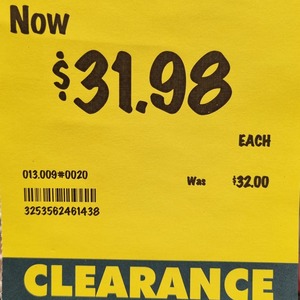 Now
$31.98
EACH
013.009#0020
Was $32.00
3253562461438
CLEARANCE